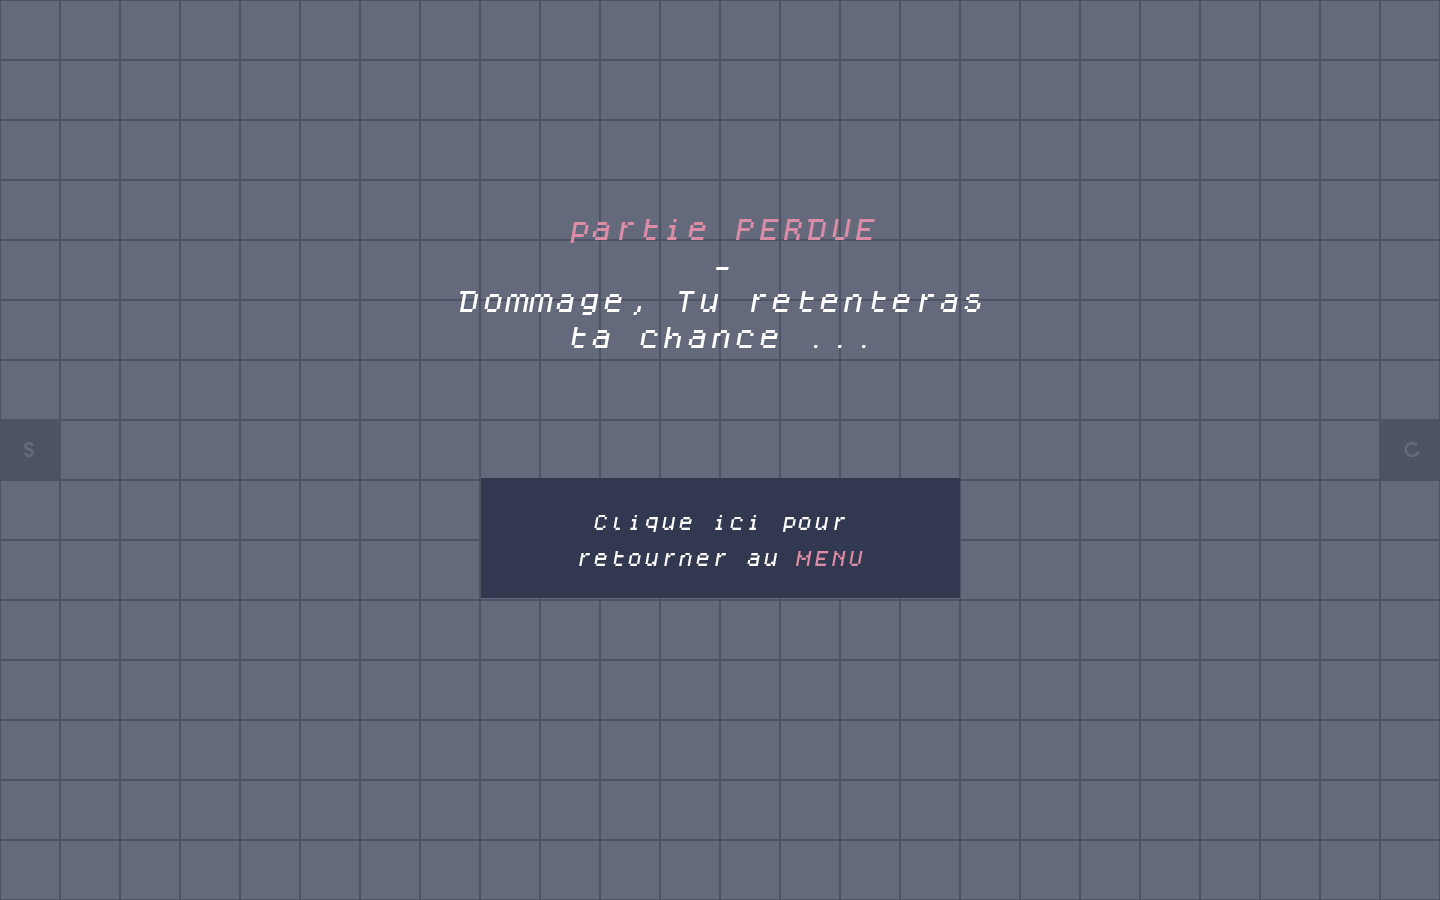 partie PERDUE
-
Dommage, Tu retenteras
ta chance ...
S
C
Clique ici pour
retourner au MENU